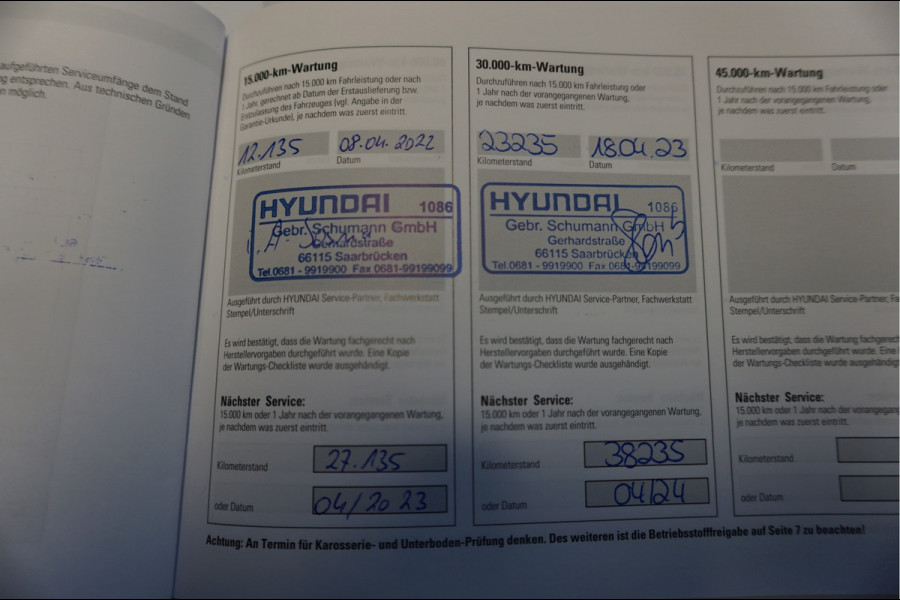 aufgeführten Serviceumfänge dem Stand
entsprechen. Aus technischen Gründen
möglich.
15.000-km-Wartung
Durchzuführen nach 15.000 km Fahrleistung oder nach
1 Jahr, gerechnet ab Datum der Erstauslieferung bzw.
Erstzulassung des Fahrzeuges (vgl. Angabe in der
Garantie-Urkunde), je nachdem was zuerst eintritt.
12.135 08.04.2022
Kilometerstand Datum
HYUNDAI 1086
Gebr. Schumann GmbH
Gerhardstraße
66115 Saarbrücken
Tel.0681 - 9919900 Fax 0681-99199099
Ausgeführt durch HYUNDAI Service-Partner, Fachwerkstatt
Stempel/Unterschrift
Es wird bestätigt, dass die Wartung fachgerecht nach
Herstellervorgaben durchgeführt wurde. Eine Kopie
der Wartungs-Checkliste wurde ausgehändigt.
Nächster Service:
15.000 km oder 1 Jahr nach der vorangegangenen Wartung,
je nachdem was zuerst eintritt.
Kilometerstand 27.135
oder Datum 04/2023
30.000-km-Wartung
Durchzuführen nach 15.000 km Fahrleistung oder
1 Jahr nach der vorangegangenen Wartung,
je nachdem was zuerst eintritt.
23235 18.04.23
Kilometerstand Datum
HYUNDAI 1086
Gebr. Schumann GmbH
Gerhardstraße
66115 Saarbrücken
Tel.0681 - 9919900 Fax 0681-99199099
Ausgeführt durch HYUNDAI Service-Partner, Fachwerkstatt
Stempel/Unterschrift
Es wird bestätigt, dass die Wartung fachgerecht nach
Herstellervorgaben durchgeführt wurde. Eine Kopie
der Wartungs-Checkliste wurde ausgehändigt.
Nächster Service:
15.000 km oder 1 Jahr nach der vorangegangenen Wartung,
je nachdem was zuerst eintritt.
Kilometerstand 38235
oder Datum 04/24
45.000-km-Wartung
Durchzuführen nach 15.000 km Fahrleistung oder
1 Jahr nach der vorangegangenen Wartung,
je nachdem was zuerst eintritt.
Kilometerstand Datum
Ausgeführt durch HYUNDAI Service-Partner, Fa
Stempel/Unterschrift
Es wird bestätigt, dass die Wartung fachgerecht
Herstellervorgaben durchgeführt wurde. Eine
der Wartungs-Checkliste wurde ausgehändigt.
Nächster Service:
15.000 km oder 1 Jahr nach der vorangegangen
je nachdem was zuerst eintritt.
Kilometerstand
oder Datum
Achtung: An Termin für Karosserie- und Unterboden-Prüfung denken. Des weiteren ist die Betriebsstofffreigabe auf Seite 7 zu beachten!